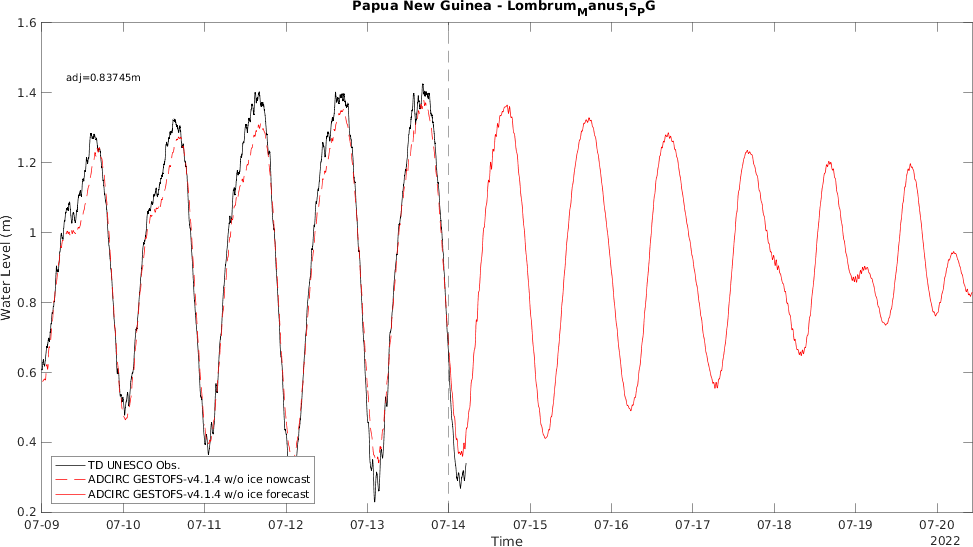 Papua New Guinea - Lombrum_Manus_Is_PG
1.6
1.4
1.2
1
0.8
0.6
0.4
0.2
Water Level (m)
adj=0.83745m
TD UNESCO Obs.
ADCIRC GESTOFS-v4.1.4 w/o ice nowcast
ADCIRC GESTOFS-v4.1.4 w/o ice forecast
07-09 07-10 07-11 07-12 07-13 07-14 07-15 07-16 07-17 07-18 07-19 07-20
Time
2022